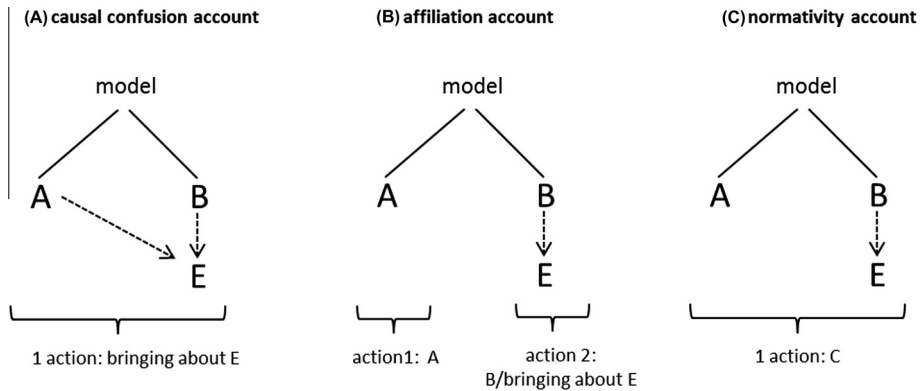 (A) causal confusion account
model
A
B
E
1 action: bringing about E
(B) affiliation account
model
A
B
E
action1: A
action 2:
B/bringing about E
(C) normativity account
model
A
B
E
1 action: C